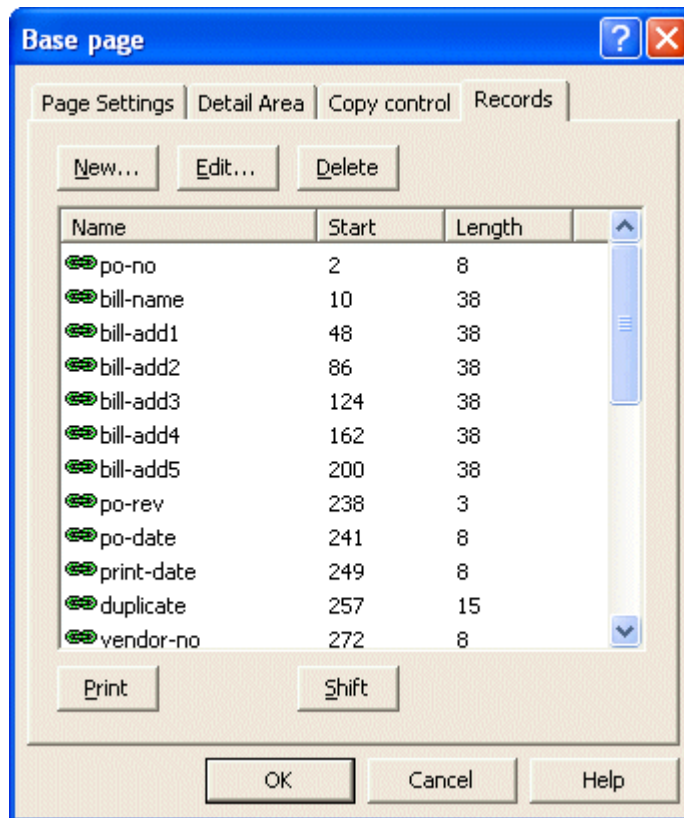 Base page
Page Settings Detail Area Copy control Records
New... Edit... Delete
Name Start Length
po-no 2 8
bill-name 10 38
bill-add1 48 38
bill-add2 86 38
bill-add3 124 38
bill-add4 162 38
bill-add5 200 38
po-rev 238 3
po-date 241 8
print-date 249 8
duplicate 257 15
vendor-no 272 8
Print Shift
OK Cancel Help